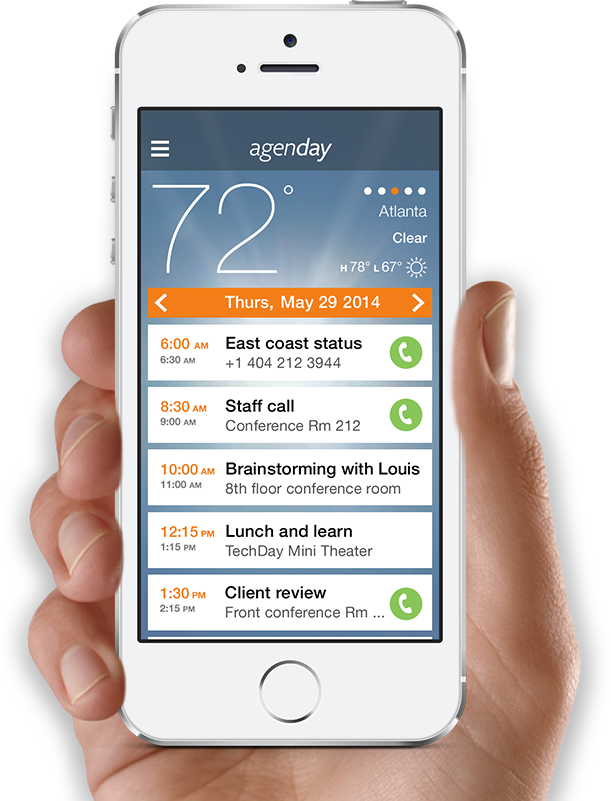 agenday
72°
Atlanta
Clear
H 78° L 67°
Thurs, May 29 2014
6:00 AM East coast status
6:30 AM +1 404 212 3944
8:30 AM Staff call
9:00 AM Conference Rm 212
10:00 AM Brainstorming with Louis
11:00 AM 8th floor conference room
12:15 PM Lunch and learn
1:15 PM TechDay Mini Theater
1:30 PM Client review
2:15 PM Front conference Rm ...